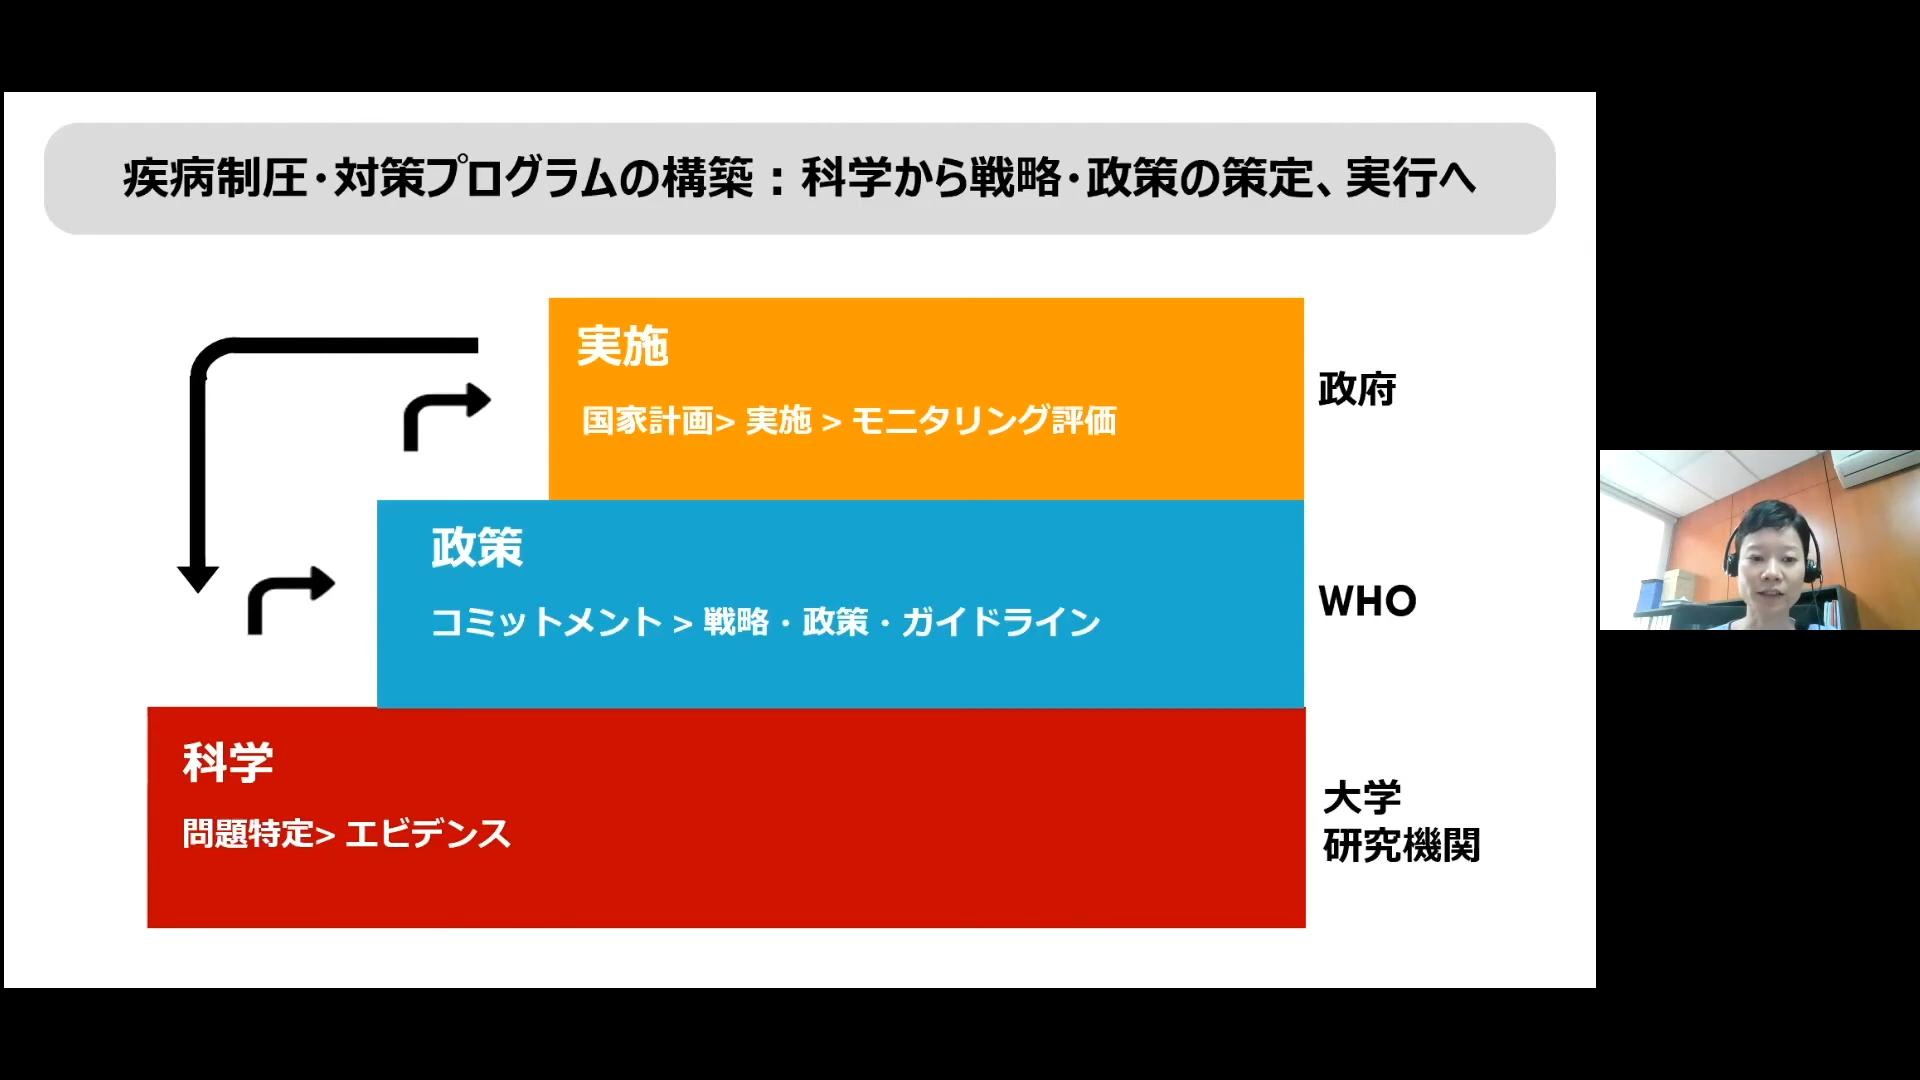 疾病制圧・対策プログラムの構築：科学から戦略・政策の策定、実行へ
実施
国家計画> 実施 > モニタリング評価
政府
政策
コミットメント > 戦略・政策・ガイドライン
WHO
科学
問題特定> エビデンス
大学
研究機関